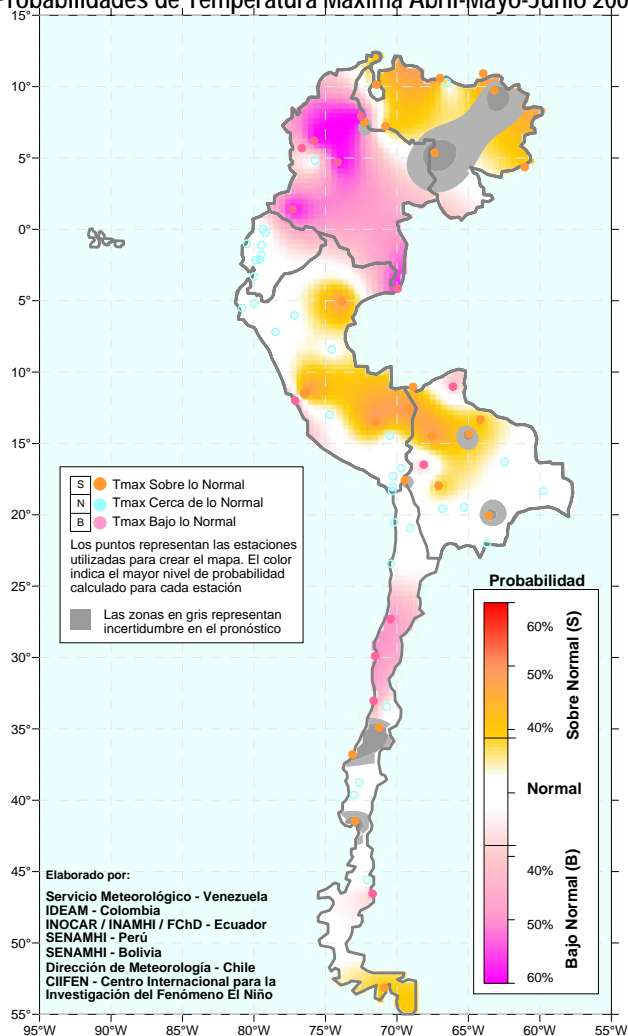 Probabilidades de Temperatura Máxima Abril-Mayo-Junio 200
15°
10°
5°
0°
5°
10°
15°
20°
25°
30°
35°
40°
45°
50°
55°
95°W 90°W 85°W 80°W 75°W 70°W 65°W 60°W 55°W
S Tmax Sobre lo Normal
N Tmax Cerca de lo Normal
B Tmax Bajo lo Normal
Los puntos representan las estaciones
utilizadas para crear el mapa. El color
indica el mayor nivel de probabilidad
calculado para cada estación
Las zonas en gris representan
incertidumbre en el pronóstico
Probabilidad
60%
50%
40%
Sobre Normal (S)
Normal
40%
50%
60%
Bajo Normal (B)
Elaborado por:
Servicio Meteorológico - Venezuela
IDEAM - Colombia
INOCAR / INAMHI / FChD - Ecuador
SENAMHI - Perú
SENAMHI - Bolivia
Dirección de Meteorología - Chile
CIIFEN - Centro Internacional para la
Investigación del Fenómeno El Niño